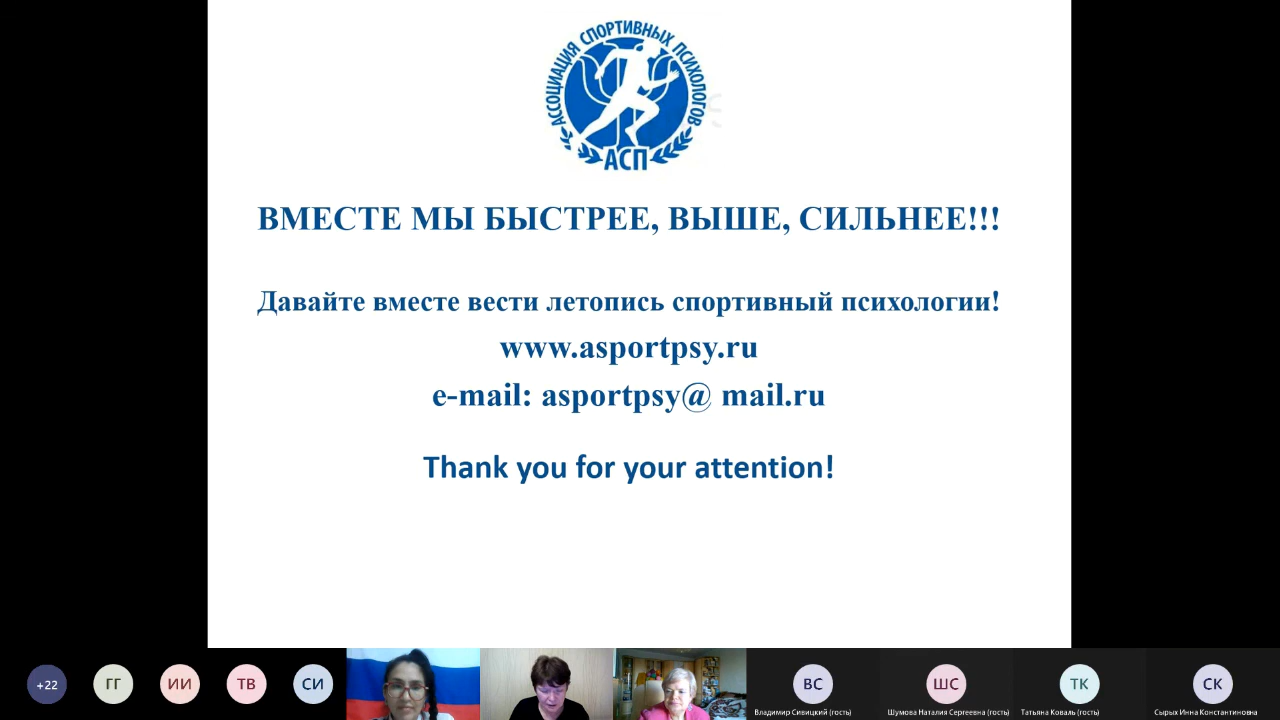 АССОЦИАЦИЯ СПОРТИВНЫХ ПСИХОЛОГОВ
АСП
ВМЕСТЕ МЫ БЫСТРЕЕ, ВЫШЕ, СИЛЬНЕЕ!!!
Давайте вместе вести летопись спортивный психологии!
www.asportpsy.ru
e-mail: asportpsy@ mail.ru
Thank you for your attention!
+22
ГГ
ИИ
ТВ
СИ
ВС
ШС
ТК
СК
Владимир Сивицкий (гость)
Шумова Наталия Сергеевна (гость)
Татьяна Коваль (гость)
Сырых Инна Константиновна